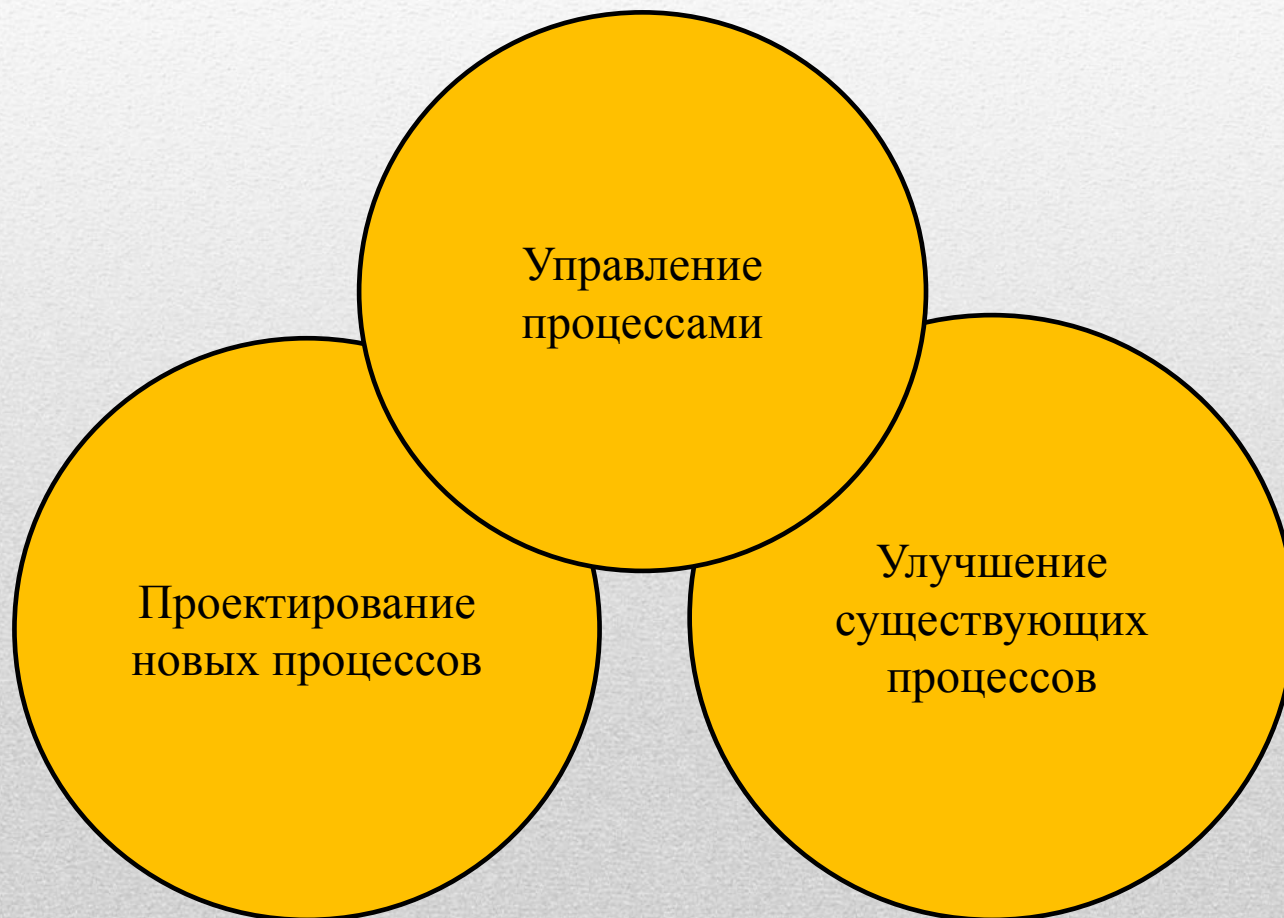 Управление
процессами
Проектирование
новых процессов
Улучшение
существующих
процессов